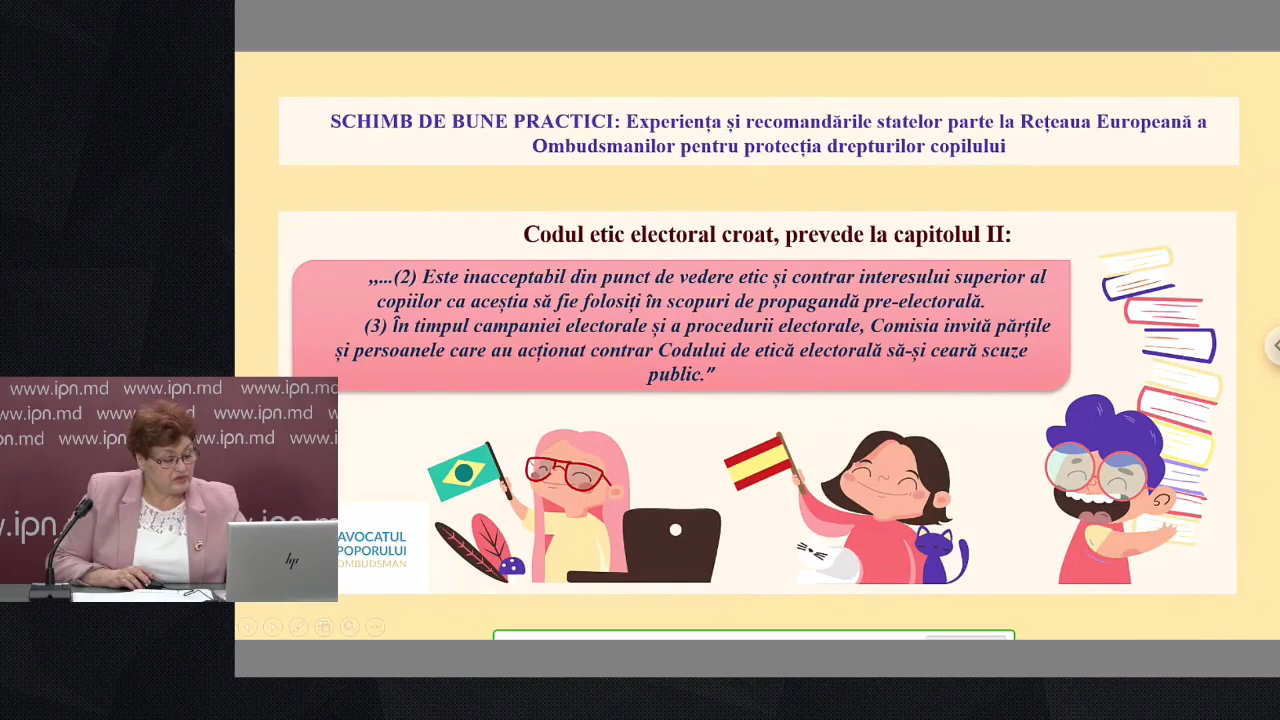 SCHIMB DE BUNE PRACTICI: Experiența și recomandările statelor parte la Rețeaua Europeană a
Ombudsmanilor pentru protecția drepturilor copilului
Codul etic electoral croat, prevede la capitolul II:
„...(2) Este inacceptabil din punct de vedere etic și contrar interesului superior al
copiilor ca aceștia să fie folosiți în scopuri de propagandă pre-electorală.
(3) În timpul campaniei electorale și a procedurii electorale, Comisia invită părțile
și persoanele care au acționat contrar Codului de etică electorală să-și ceară scuze
public.”
www.ipn.md www.ipn.md www.ipn.md
ww.ipn.md www ww.ipn.md w
pn.md www.i ww.ipn.md www.i
w.ipn.m
hp
AVOCATUL
POPORULUI
OMBUDSMAN